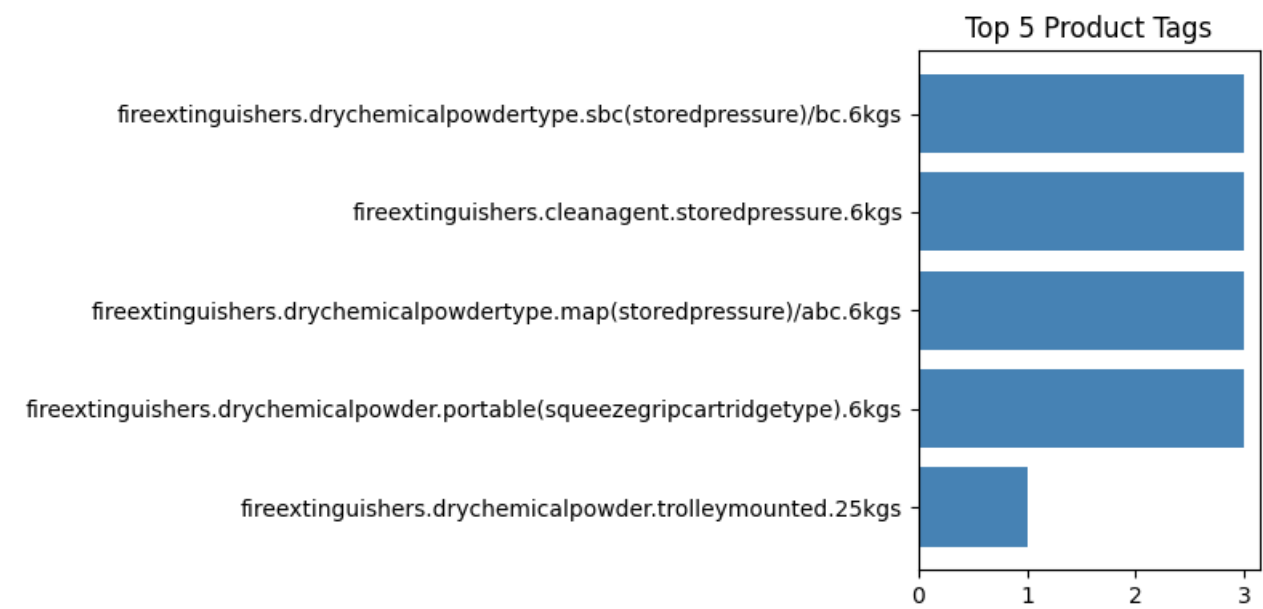 Top 5 Product Tags
fireextinguishers.drychemicalpowdertype.sbc(storedpressure)/bc.6kgs
fireextinguishers.cleanagent.storedpressure.6kgs
fireextinguishers.drychemicalpowdertype.map(storedpressure)/abc.6kgs
fireextinguishers.drychemicalpowder.portable(squeezegripcartridgetype).6kgs
fireextinguishers.drychemicalpowder.trolleymounted.25kgs
0 1 2 3